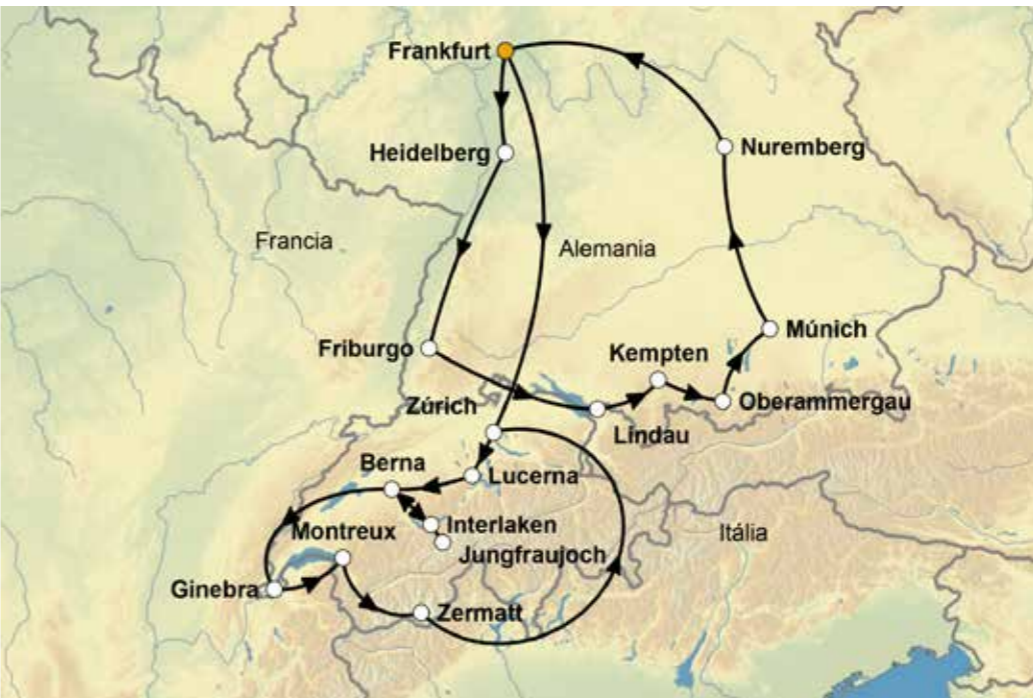 Frankfurt
Heidelberg
Nuremberg
Francia
Alemania
Múnich
Friburgo
Kempten
Oberammergau
Zúrich
Lindau
Berna
Lucerna
Interlaken
Montreux
Itália
Jungfraujoch
Ginebra
Zermatt